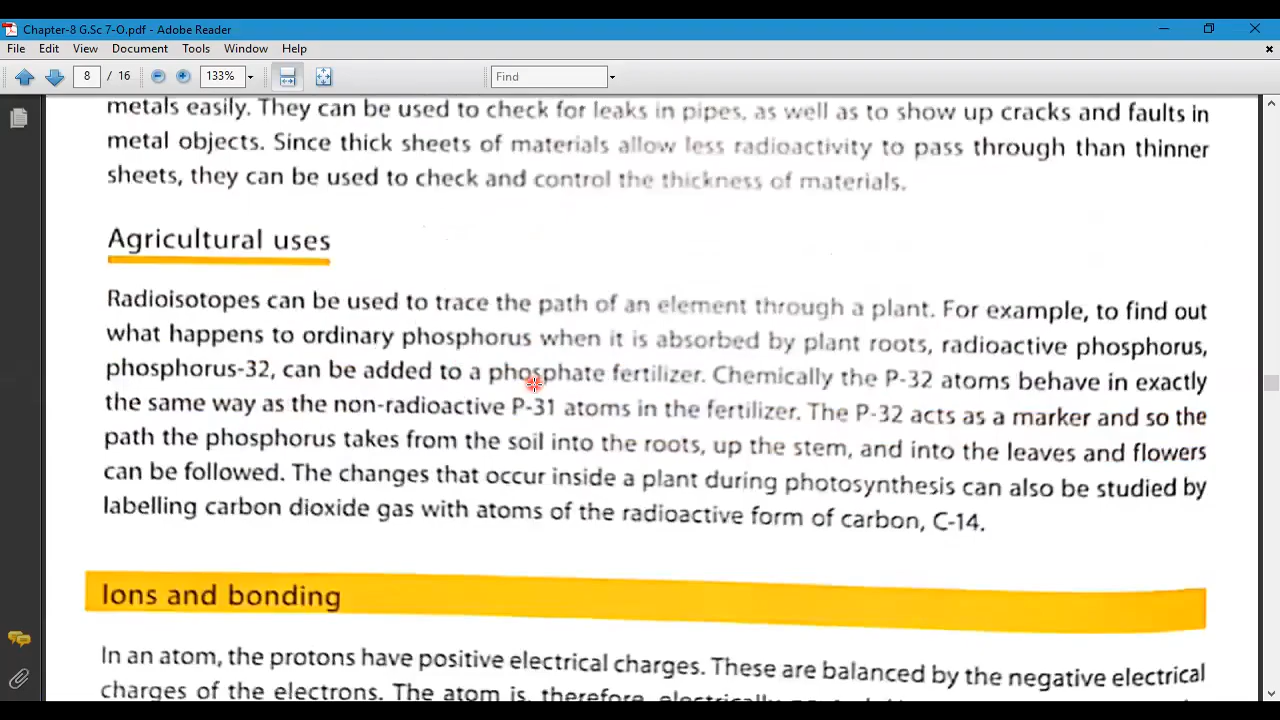 Chapter-8 G.Sc 7-O.pdf - Adobe Reader
File Edit View Document Tools Window Help
8 / 16 133% Find
metals easily. They can be used to check for leaks in pipes, as well as to show up cracks and faults in
metal objects. Since thick sheets of materials allow less radioactivity to pass through than thinner
sheets, they can be used to check and control the thickness of materials.
Agricultural uses
Radioisotopes can be used to trace the path of an element through a plant. For example, to find out
what happens to ordinary phosphorus when it is absorbed by plant roots, radioactive phosphorus,
phosphorus-32, can be added to a phosphate fertilizer. Chemically the P-32 atoms behave in exactly
the same way as the non-radioactive P-31 atoms in the fertilizer. The P-32 acts as a marker and so the
path the phosphorus takes from the soil into the roots, up the stem, and into the leaves and flowers
can be followed. The changes that occur inside a plant during photosynthesis can also be studied by
labelling carbon dioxide gas with atoms of the radioactive form of carbon, C-14.
Ions and bonding
In an atom, the protons have positive electrical charges. These are balanced by the negative electrical
charges of the electrons. The atom is, therefore, electrically